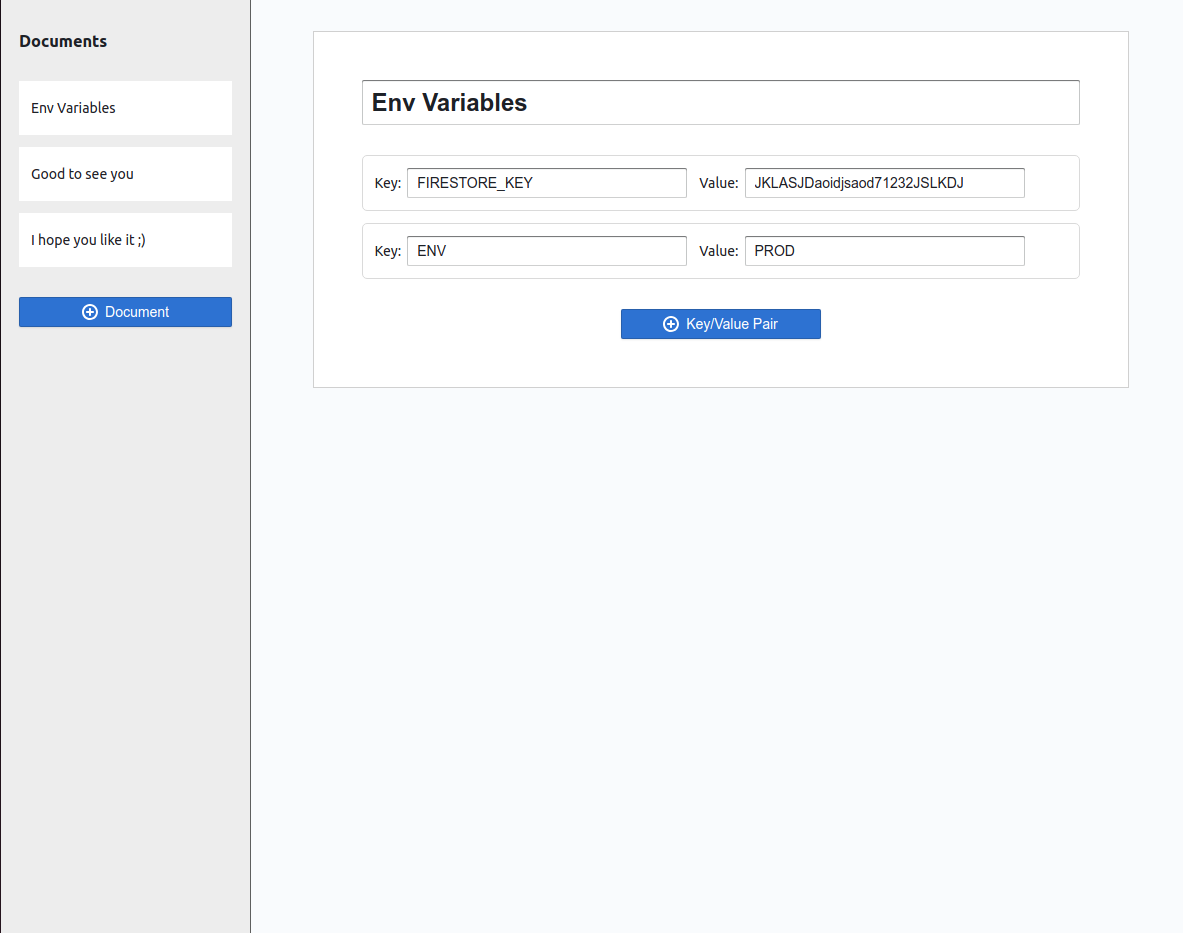 Documents
Env Variables
Good to see you
I hope you like it ;)
Document
Env Variables
Key: FIRESTORE_KEY Value: JKLASJDaoidjsaod71232JSLKDJ
Key: ENV Value: PROD
Key/Value Pair